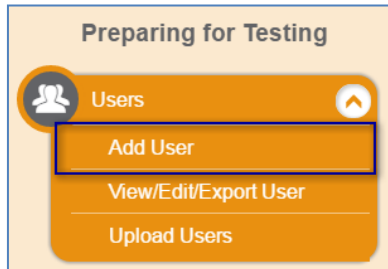 Preparing for Testing
Users
Add User
View/Edit/Export User
Upload Users